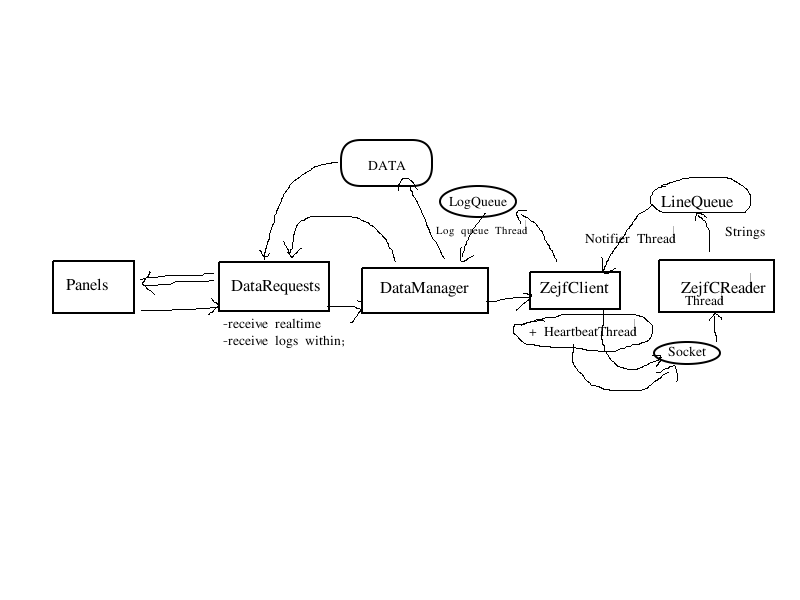 DATA
LogQueue
LineQueue
Log queue Thread
Notifier Thread
Strings
Panels
DataRequests
DataManager
ZejfClient
ZejfCReader
Thread
-receive realtime
-receive logs within;
+ HeartbeatThread
Socket